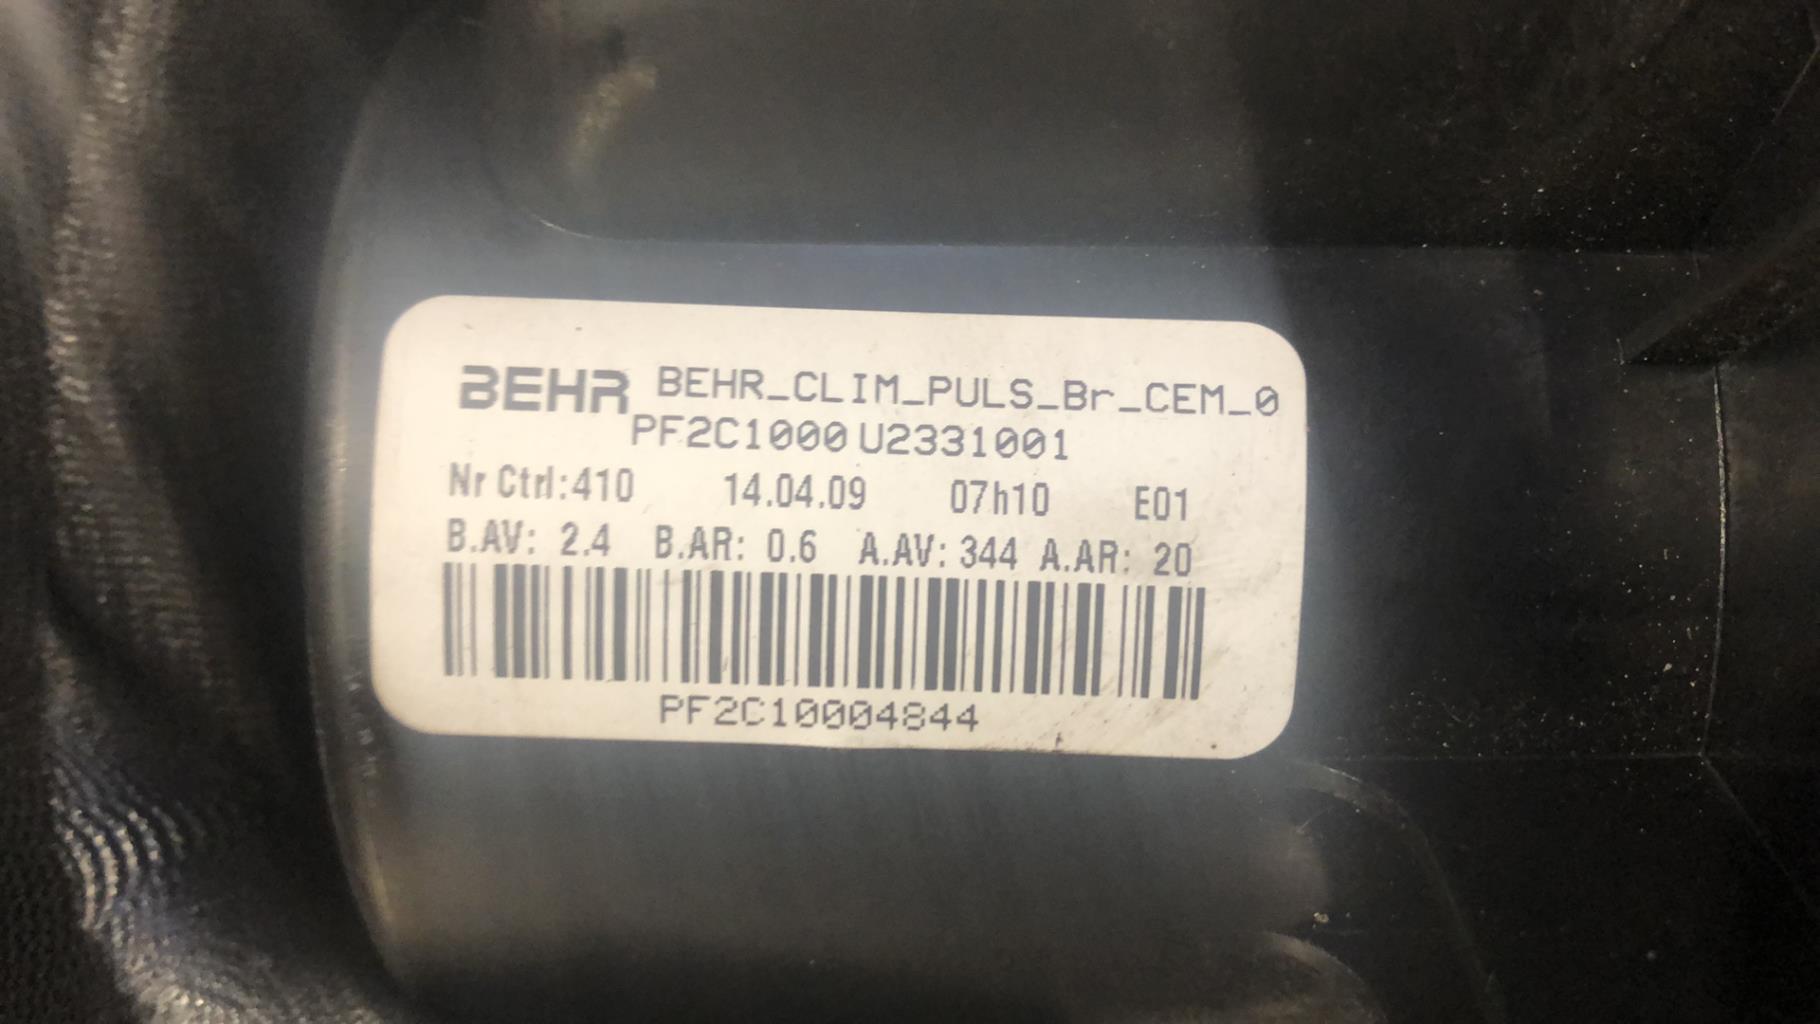 BEHR BEHR_CLIM_PULS_Br_CEM_0
PF2C1000 U2331001
Nr Ctrl:410 14.04.09 07h10 E01
B.AV: 2.4 B.AR: 0.6 A.AV: 344 A.AR: 20
PF2C10004844